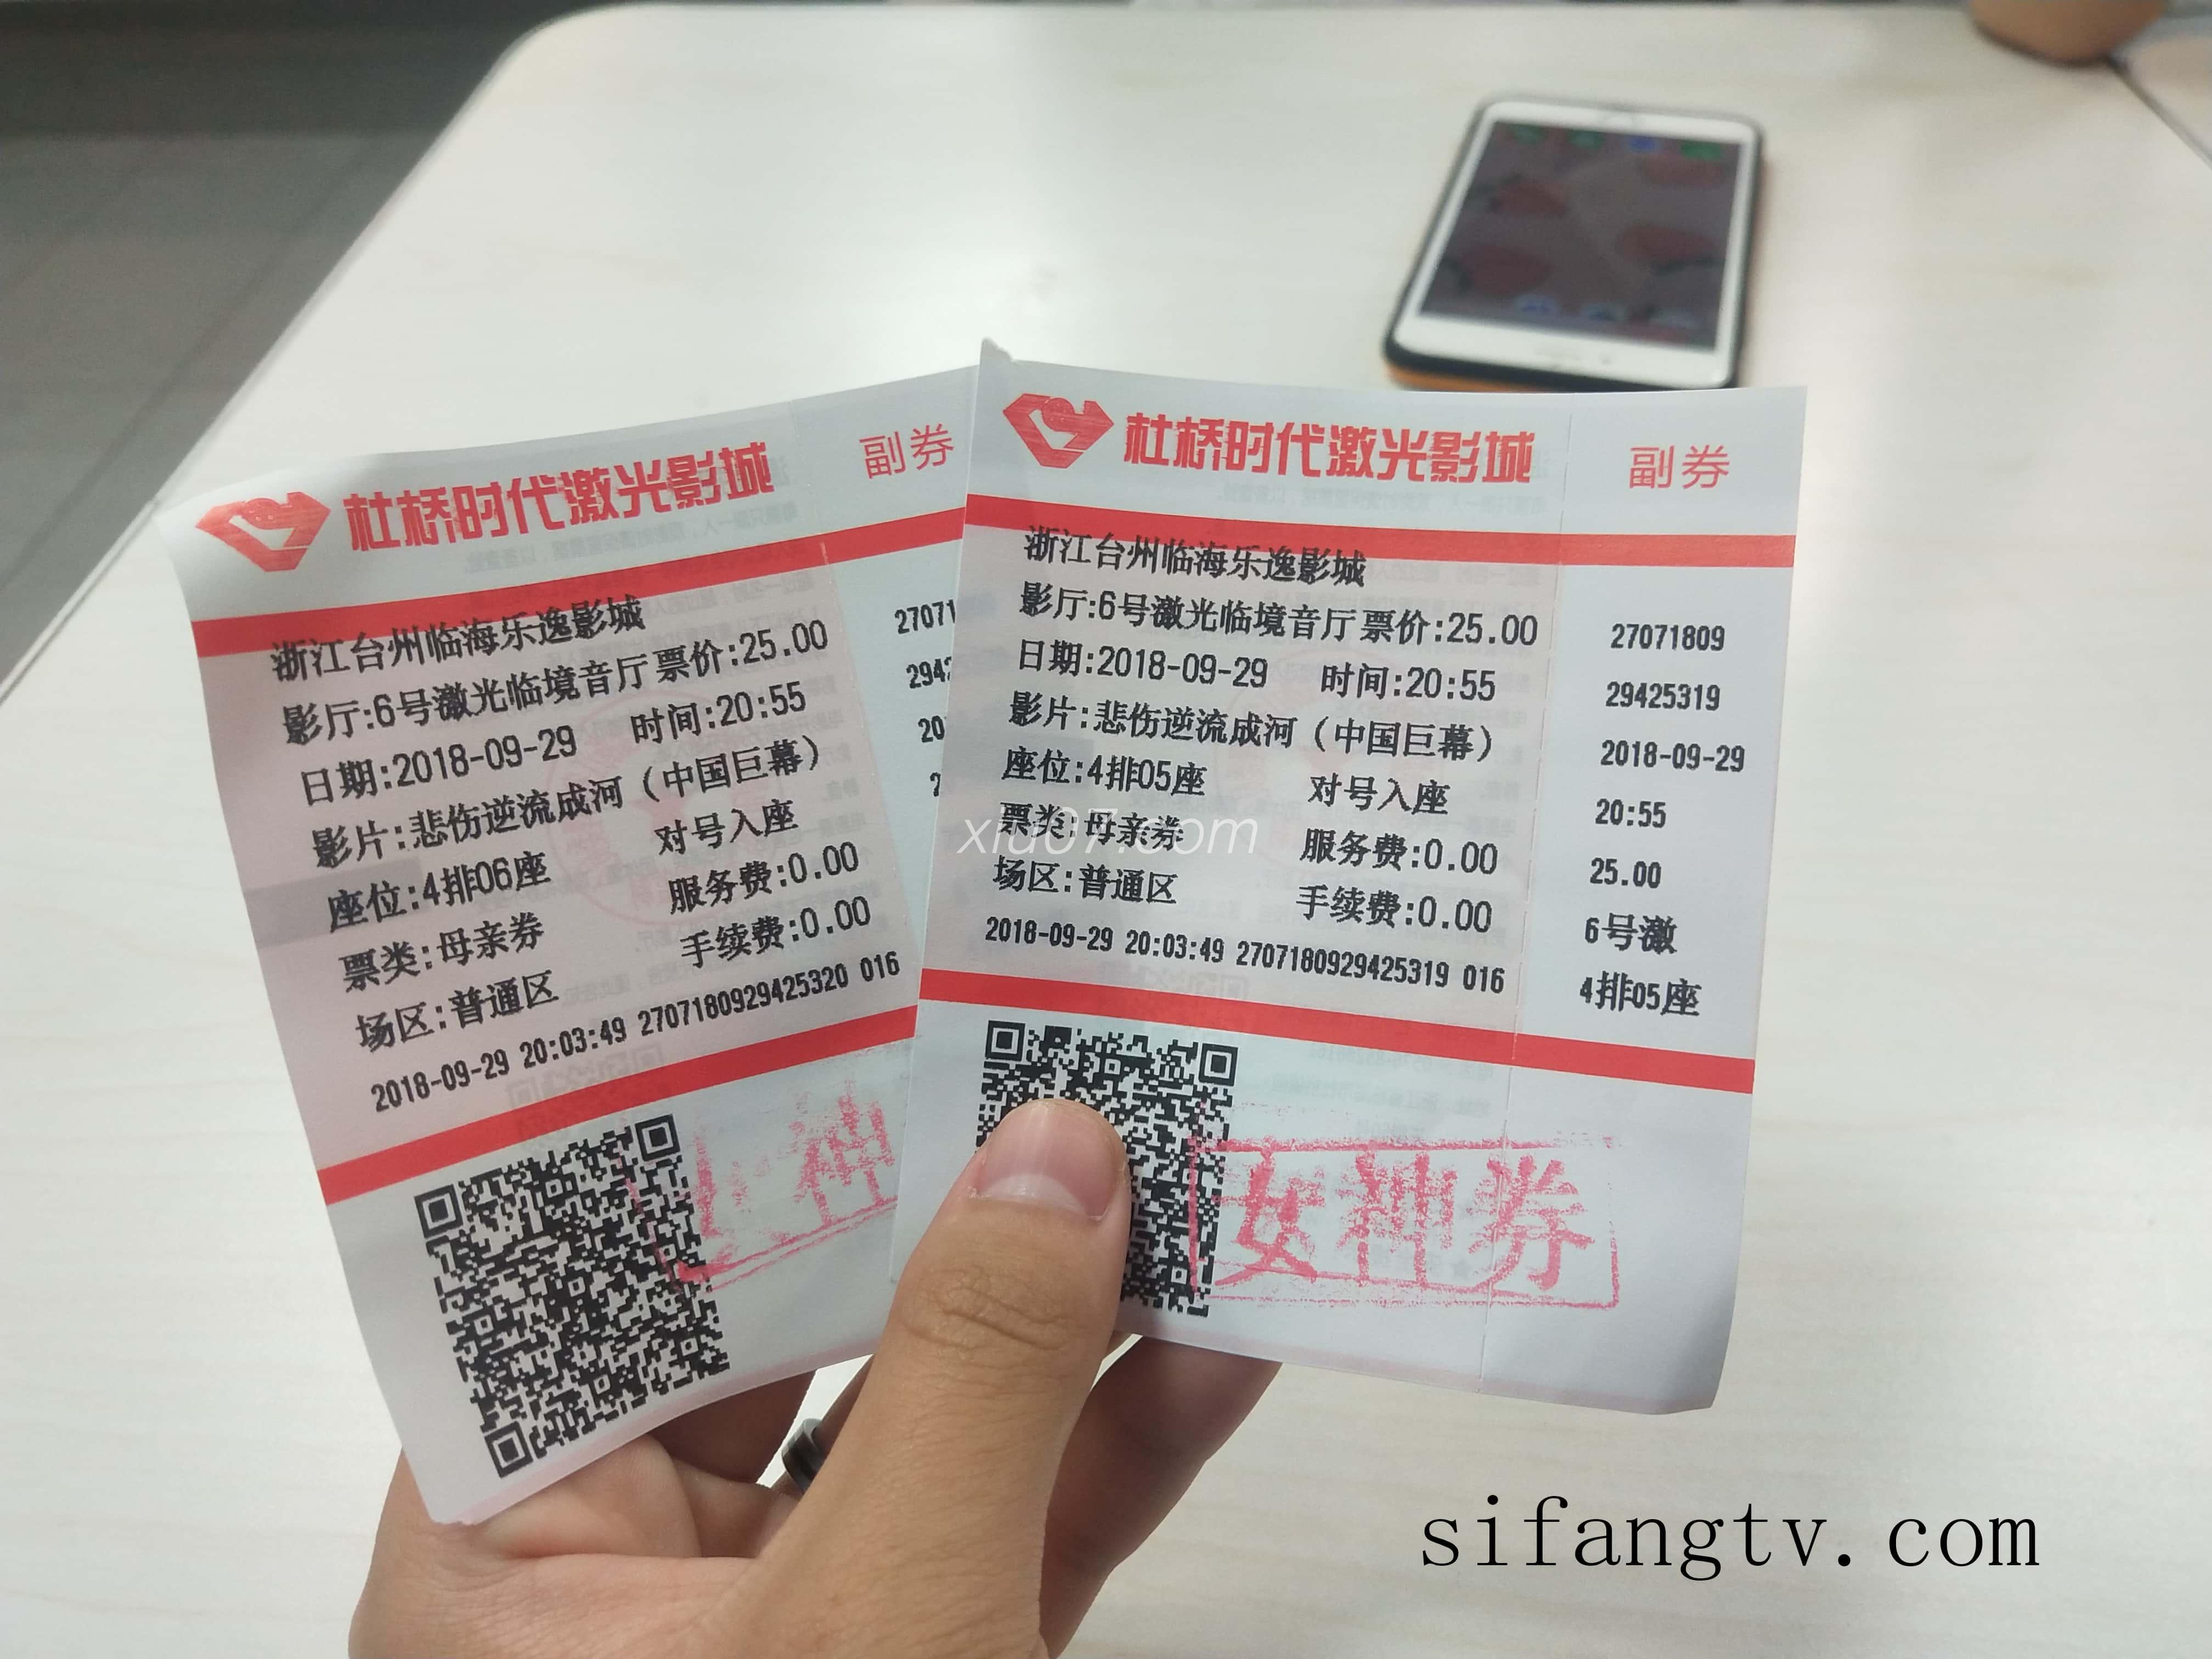 杜桥时代激光影城
副券
浙江台州临海乐逸影城
影厅:6号激光临境音厅 票价:25.00
日期:2018-09-29 时间:20:55
影片:悲伤逆流成河（中国巨幕）
座位:4排06座 对号入座
票类:母亲券 服务费:0.00
场区:普通区 手续费:0.00
2018-09-29 20:03:49 2707180929425320 016
27071
2942
20
2
神
杜桥时代激光影城
副券
浙江台州临海乐逸影城
影厅:6号激光临境音厅 票价:25.00
日期:2018-09-29 时间:20:55
影片:悲伤逆流成河（中国巨幕）
座位:4排05座 对号入座
票类:母亲券 服务费:0.00
场区:普通区 手续费:0.00
2018-09-29 20:03:49 2707180929425319 016
27071809
29425319
2018-09-29
20:55
25.00
6号激
4排05座
女神券
xiu07.com
sifangtv.com